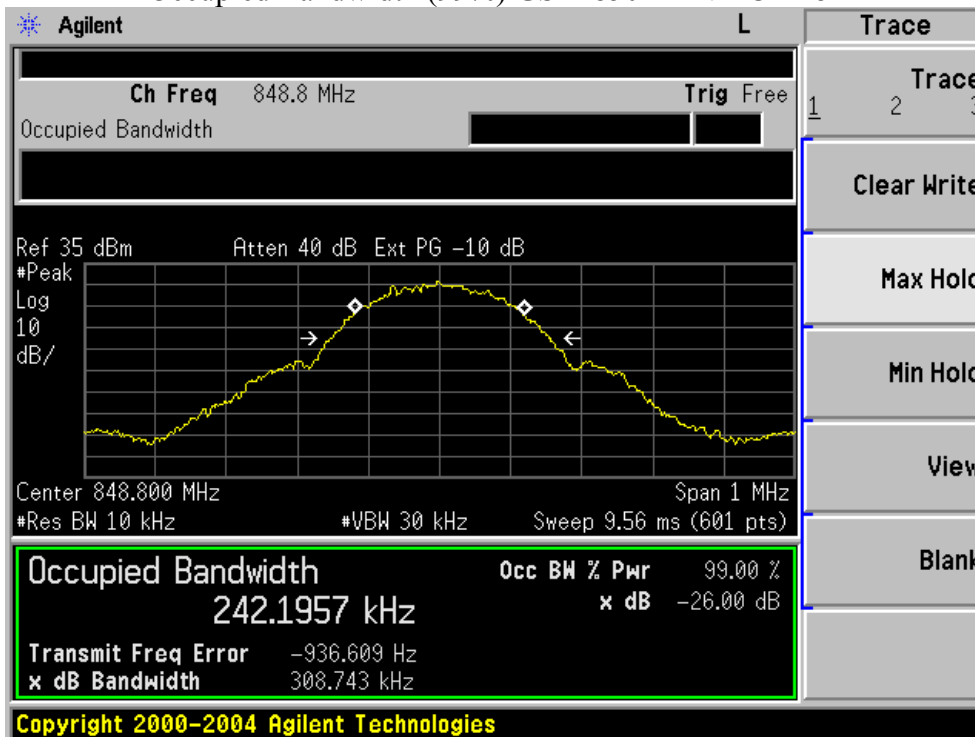 Agilent L Trace
Ch Freq 848.8 MHz Trig Free
Occupied Bandwidth
Trace
1 2
Clear Write
Ref 35 dBm Atten 40 dB Ext PG -10 dB
#Peak
Log
10
dB/
Max Hold
Min Hold
View
Center 848.800 MHz Span 1 MHz
#Res BW 10 kHz #VBW 30 kHz Sweep 9.56 ms (601 pts)
Blank
Occupied Bandwidth Occ BW % Pwr 99.00 %
242.1957 kHz x dB -26.00 dB
Transmit Freq Error -936.609 Hz
x dB Bandwidth 308.743 kHz
Copyright 2000-2004 Agilent Technologies